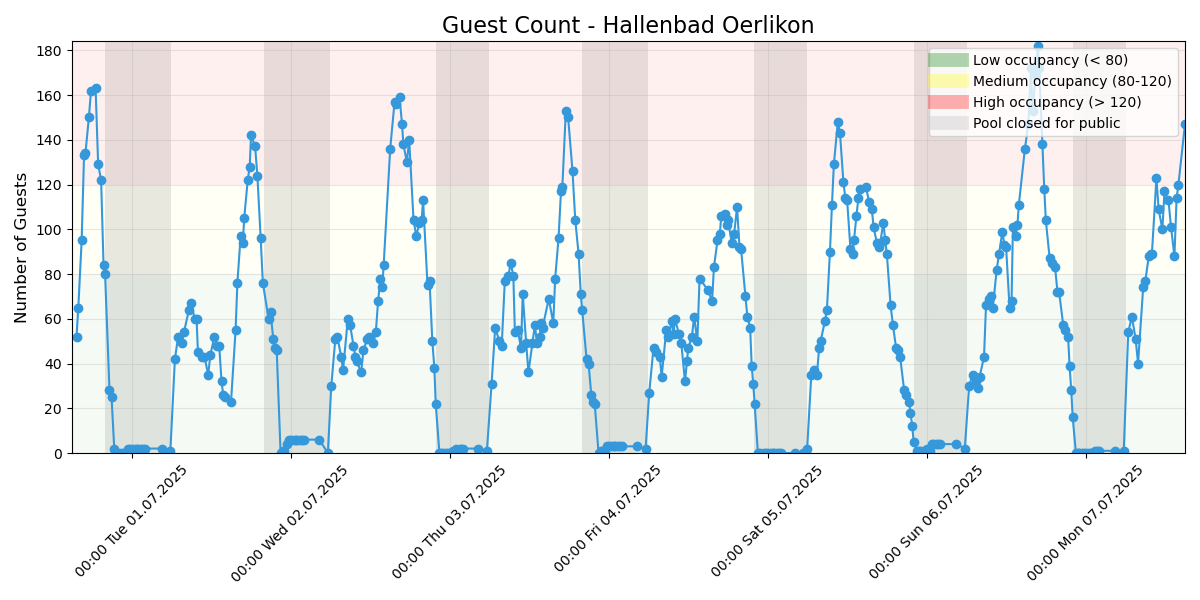 Guest Count - Hallenbad Oerlikon
Number of Guests
180
160
140
120
100
80
60
40
20
0
Low occupancy (< 80)
Medium occupancy (80-120)
High occupancy (> 120)
Pool closed for public
00:00 Tue 01.07.2025
00:00 Wed 02.07.2025
00:00 Thu 03.07.2025
00:00 Fri 04.07.2025
00:00 Sat 05.07.2025
00:00 Sun 06.07.2025
00:00 Mon 07.07.2025